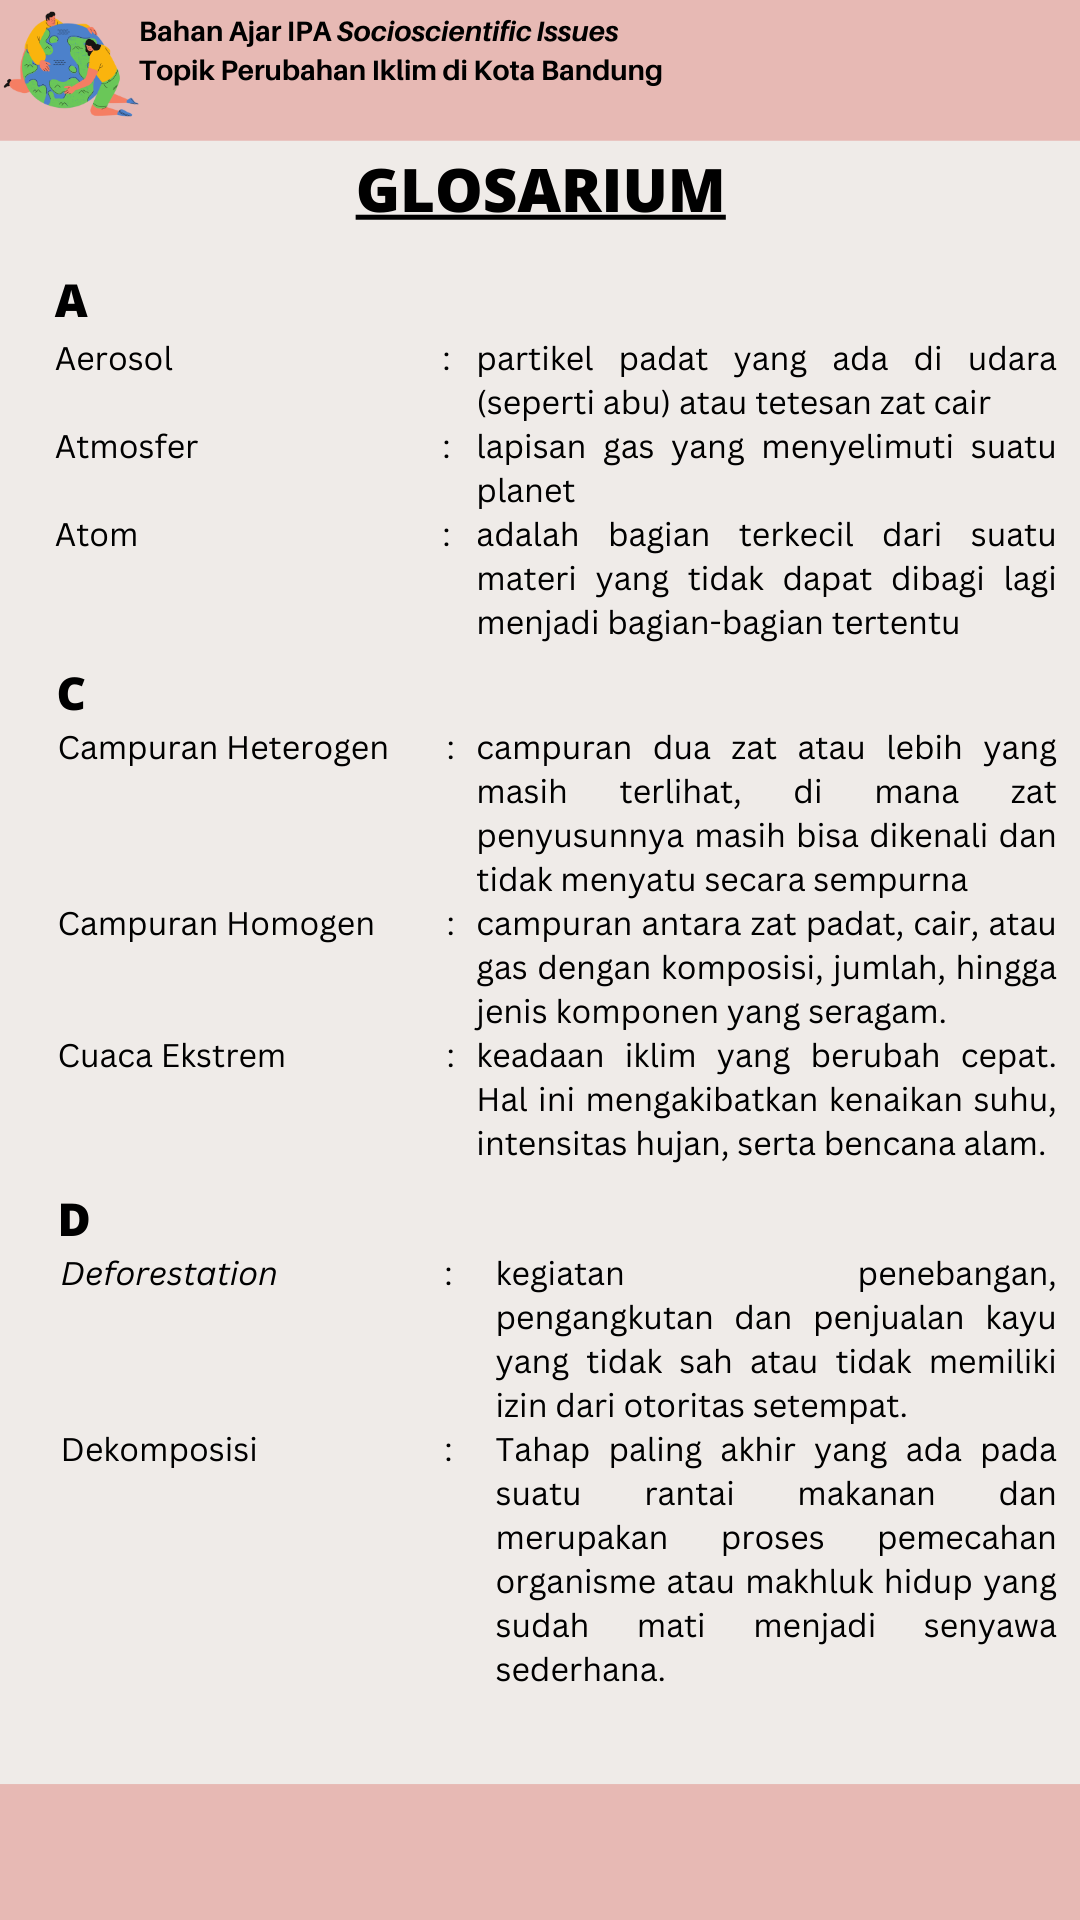 Bahan Ajar IPA Socioscientific Issues
Topik Perubahan Iklim di Kota Bandung
GLOSARIUM
A
Aerosol : partikel padat yang ada di udara
(seperti abu) atau tetesan zat cair
Atmosfer : lapisan gas yang menyelimuti suatu
planet
Atom : adalah bagian terkecil dari suatu
materi yang tidak dapat dibagi lagi
menjadi bagian-bagian tertentu
C
Campuran Heterogen : campuran dua zat atau lebih yang
masih terlihat, di mana zat
penyusunnya masih bisa dikenali dan
tidak menyatu secara sempurna
Campuran Homogen : campuran antara zat padat, cair, atau
gas dengan komposisi, jumlah, hingga
jenis komponen yang seragam.
Cuaca Ekstrem : keadaan iklim yang berubah cepat.
Hal ini mengakibatkan kenaikan suhu,
intensitas hujan, serta bencana alam.
D
Deforestation : kegiatan penebangan,
pengangkutan dan penjualan kayu
yang tidak sah atau tidak memiliki
izin dari otoritas setempat.
Dekomposisi : Tahap paling akhir yang ada pada
suatu rantai makanan dan
merupakan proses pemecahan
organisme atau makhluk hidup yang
sudah mati menjadi senyawa
sederhana.